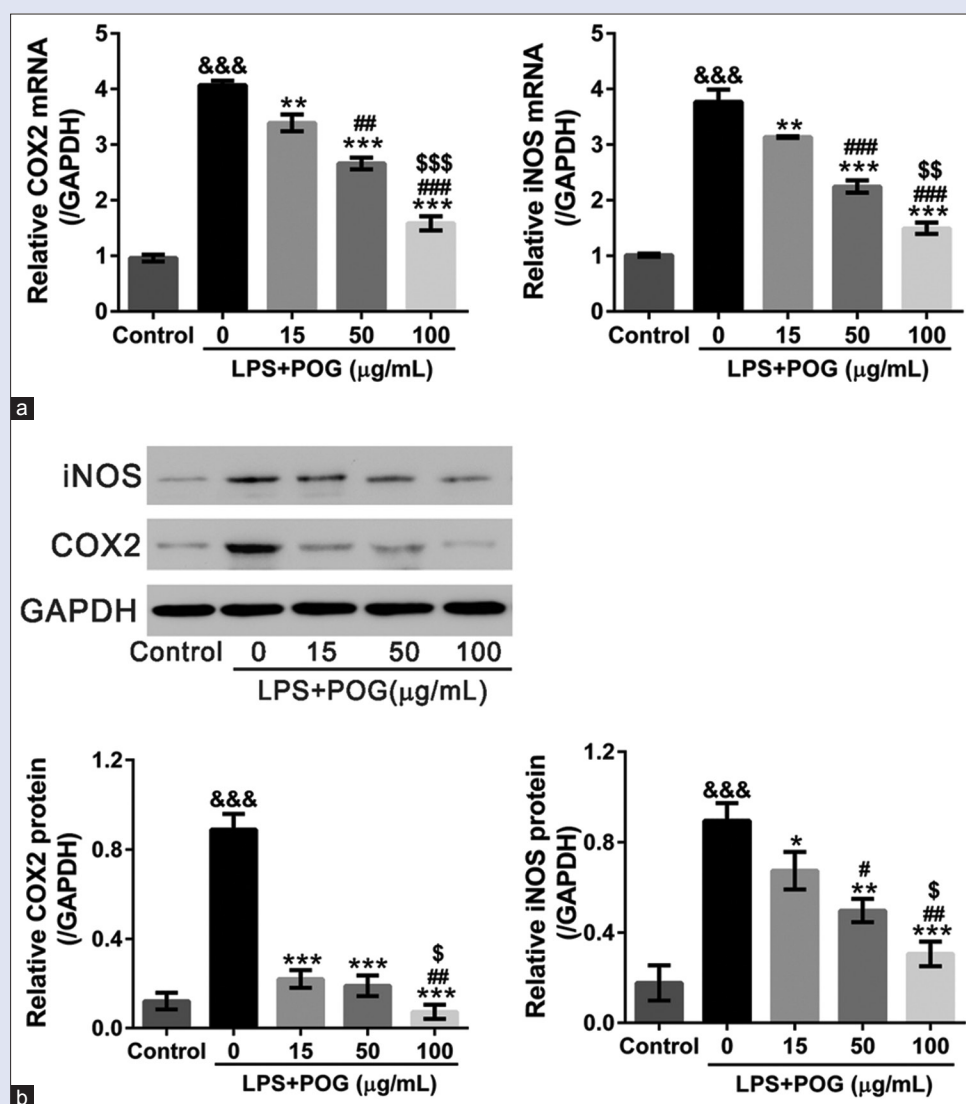 Relative COX2 mRNA
(/GAPDH)
5
4
3
2
1
0
&&&
**
##
***
$$$
###
***
Control 0 15 50 100
LPS+POG (μg/mL)
Relative iNOS mRNA
(/GAPDH)
5
4
3
2
1
0
&&&
**
###
***
$$
###
***
Control 0 15 50 100
LPS+POG (μg/mL)
a
iNOS
COX2
GAPDH
Control 0 15 50 100
LPS+POG(μg/mL)
Relative COX2 protein
(/GAPDH)
1.2
0.8
0.4
0.0
&&&
***
***
$
##
***
Control 0 15 50 100
LPS+POG (μg/mL)
Relative iNOS protein
(/GAPDH)
1.2
0.8
0.4
0.0
&&&
*
#
**
$
##
***
Control 0 15 50 100
LPS+POG (μg/mL)
b